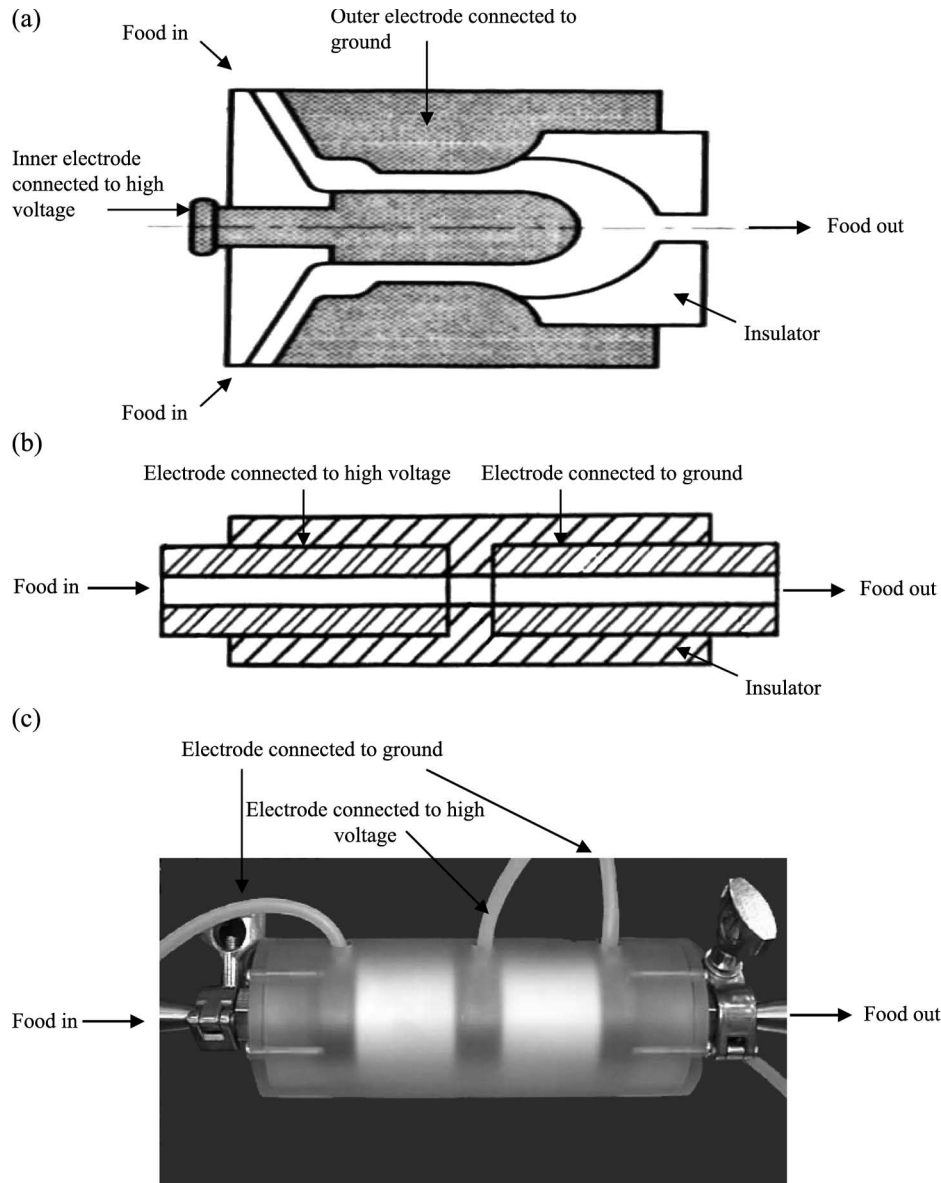 (a)
Food in
Outer electrode connected to
ground
Inner electrode
connected to high
voltage
Food out
Insulator
Food in
(b)
Electrode connected to high voltage
Electrode connected to ground
Food in
Food out
Insulator
(c)
Electrode connected to ground
Electrode connected to high
voltage
Food in
Food out